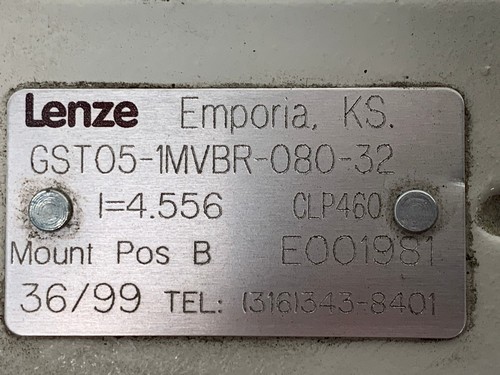 Lenze Emporia, KS.
GST05-1MVBR-080-32
I=4.556 CLP460
Mount Pos B E001981
36/99 TEL: (316)343-8401